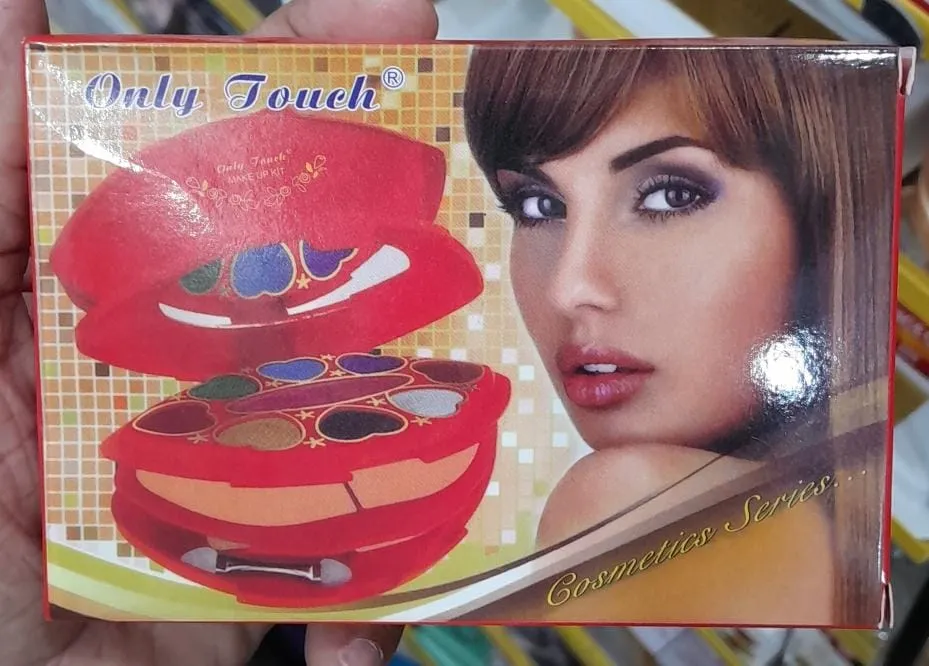 Only Touch®
Only Touch®
MAKE UP KIT
Cosmetics Series...